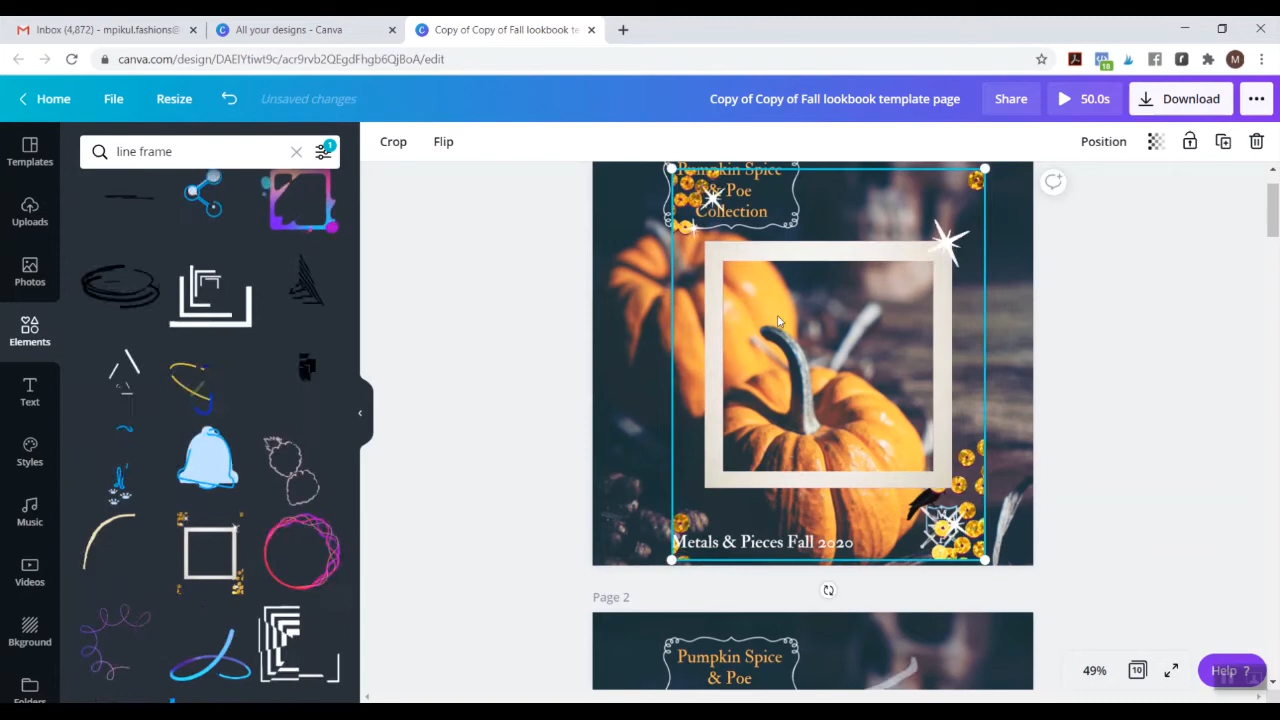 Inbox (4,872) - mpikul.fashions@
All your designs - Canva
Copy of Copy of Fall lookbook te
canva.com/design/DAEIYtiwt9c/acr9rvb2QEgdFhgb6QjBoA/edit
18
M
Home
File
Resize
Unsaved changes
Copy of Copy of Fall lookbook template page
Share
50.0s
Download
line frame
1
Crop
Flip
Position
Templates
Uploads
Photos
Elements
Text
Styles
Music
Videos
Bkground
Folders
Pumpkin Spice
& Poe
Collection
Metals & Pieces Fall 2020
Page 2
Pumpkin Spice
& Poe
49%
10
Help ?